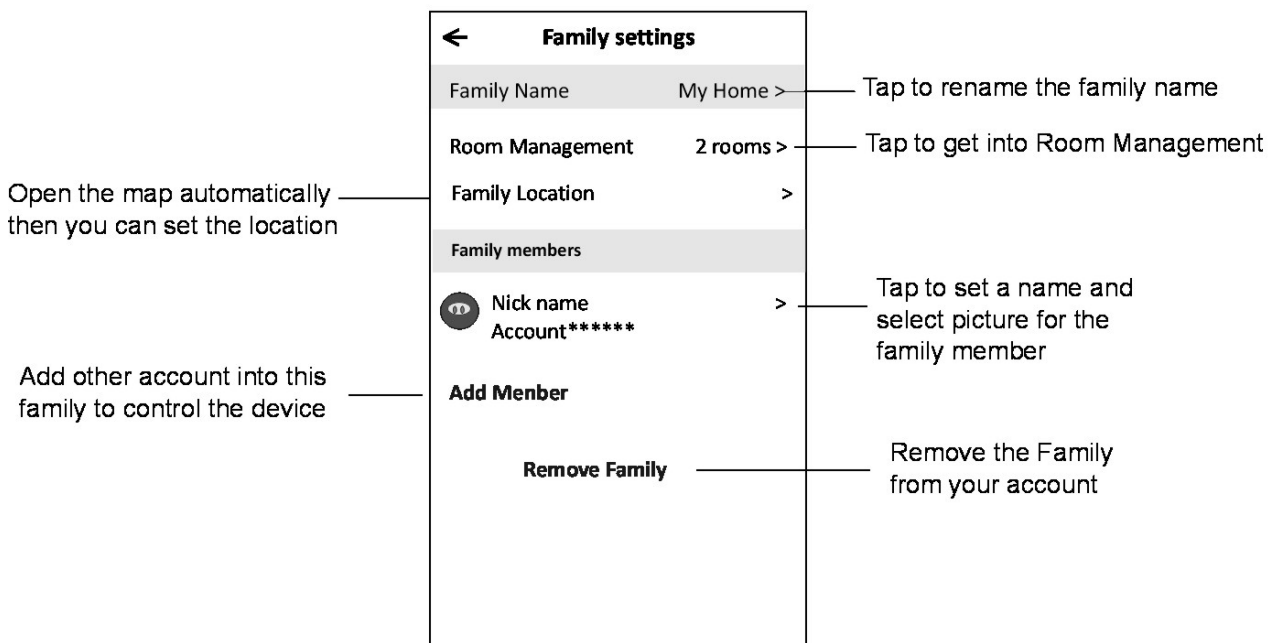 ← Family settings
Family Name My Home >
Tap to rename the family name
Room Management 2 rooms >
Tap to get into Room Management
Open the map automatically
then you can set the location
Family Location >
Family members
Nick name >
Account******
Tap to set a name and
select picture for the
family member
Add other account into this
family to control the device
Add Menber
Remove Family
Remove the Family
from your account